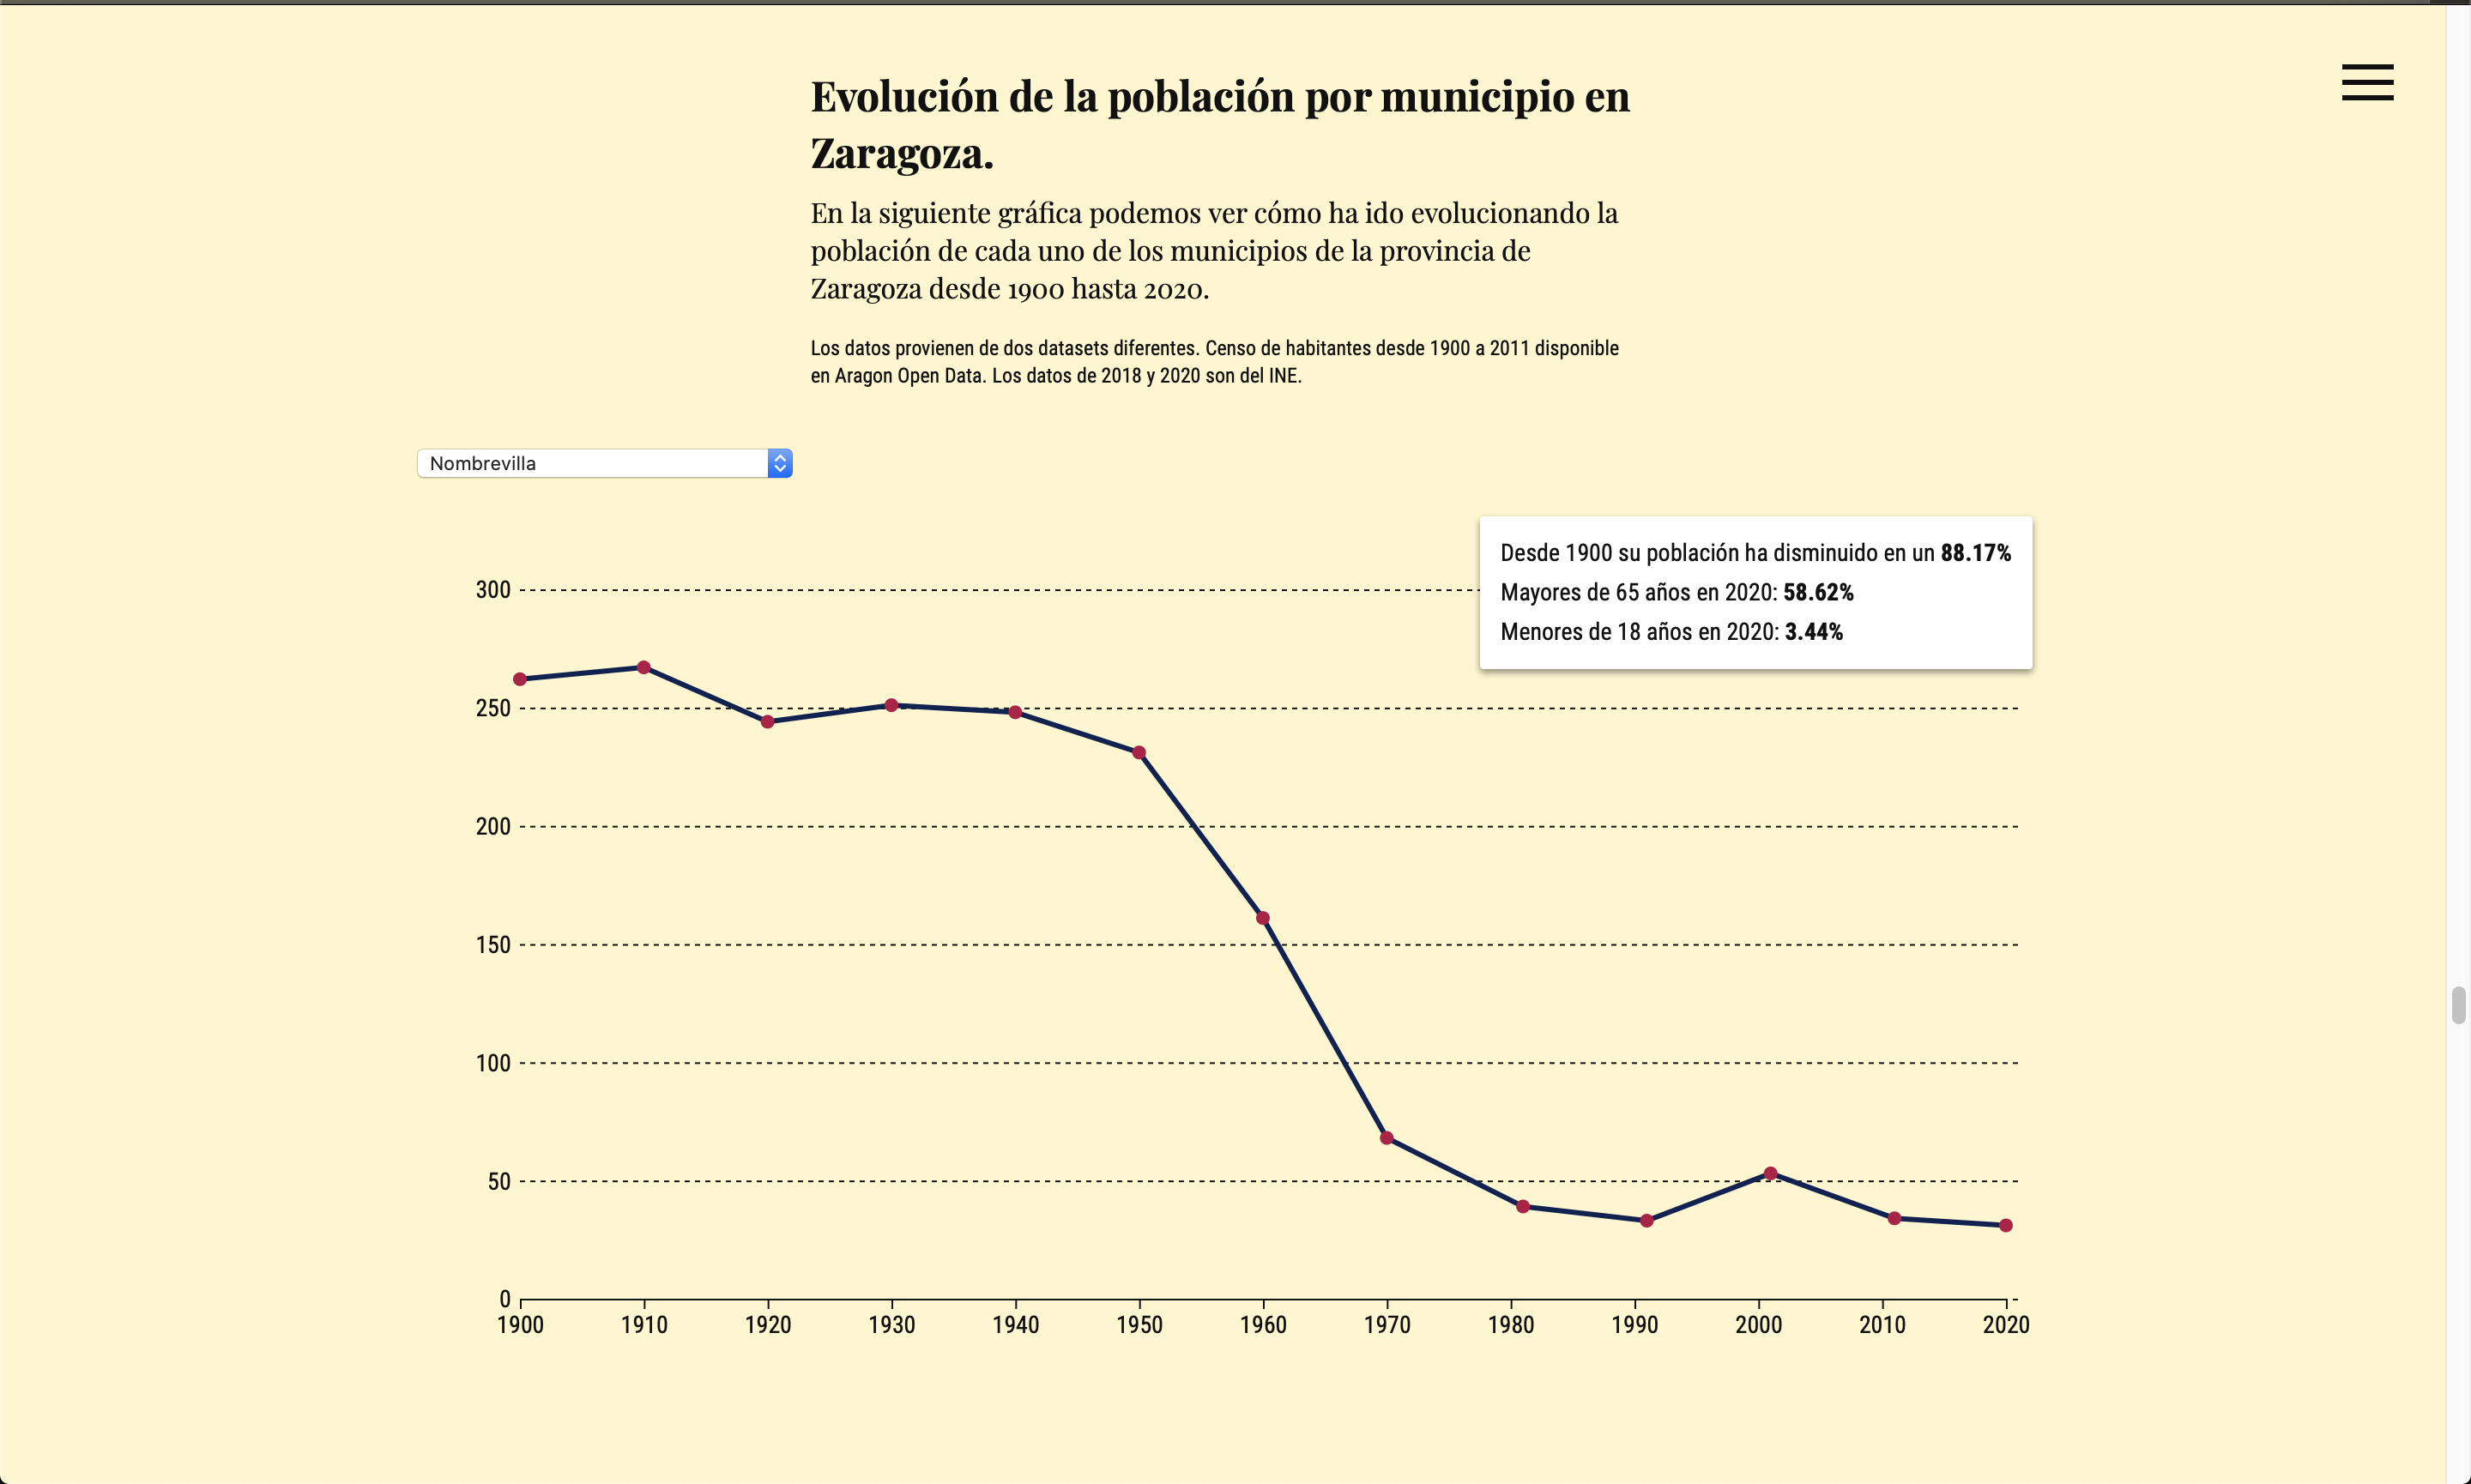 Evolución de la población por municipio en
Zaragoza.
En la siguiente gráfica podemos ver cómo ha ido evolucionando la
población de cada uno de los municipios de la provincia de
Zaragoza desde 1900 hasta 2020.
Los datos provienen de dos datasets diferentes. Censo de habitantes desde 1900 a 2011 disponible
en Aragon Open Data. Los datos de 2018 y 2020 son del INE.
Nombrevilla
Desde 1900 su población ha disminuido en un 88.17%
Mayores de 65 años en 2020: 58.62%
Menores de 18 años en 2020: 3.44%
300
250
200
150
100
50
0
1900 1910 1920 1930 1940 1950 1960 1970 1980 1990 2000 2010 2020